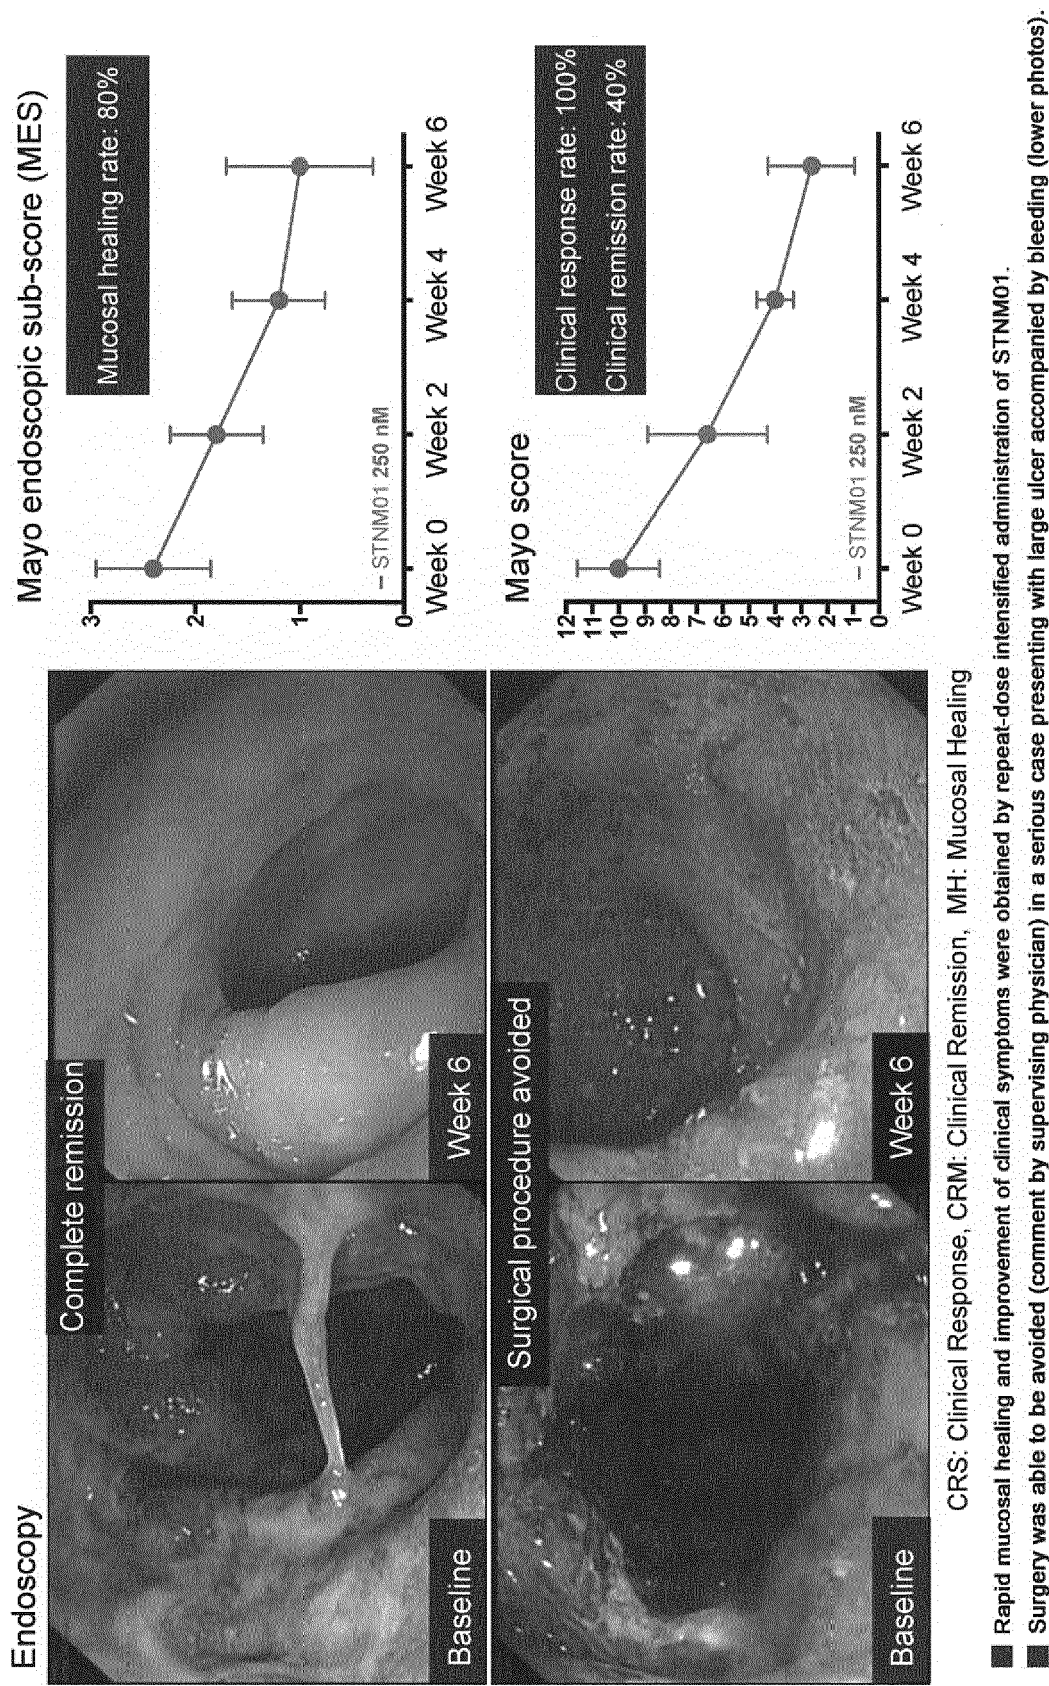 Endoscopy
Complete remission
Baseline
Week 6
Surgical procedure avoided
Baseline
Week 6
Mayo endoscopic sub-score (MES)
Mucosal healing rate: 80%
3
2
1
0
– STNM01 250 nM
Week 0 Week 2 Week 4 Week 6
Mayo score
Clinical response rate: 100%
Clinical remission rate: 40%
12
11
10
9
8
7
6
5
4
3
2
1
0
– STNM01 250 nM
Week 0 Week 2 Week 4 Week 6
CRS: Clinical Response, CRM: Clinical Remission, MH: Mucosal Healing
Rapid mucosal healing and improvement of clinical symptoms were obtained by repeat-dose intensified administration of STNM01.
Surgery was able to be avoided (comment by supervising physician) in a serious case presenting with large ulcer accompanied by bleeding (lower photos).